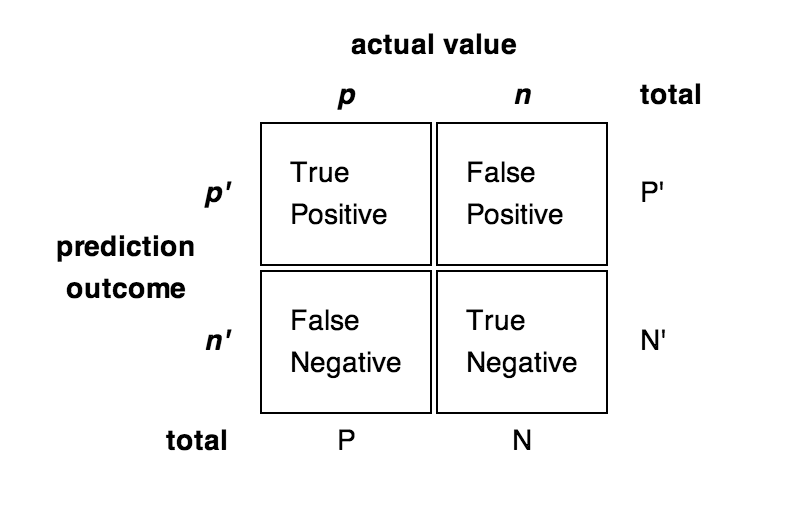 actual value
p n total
True False
p' P'
Positive Positive
prediction
outcome
False True
n' N'
Negative Negative
total P N